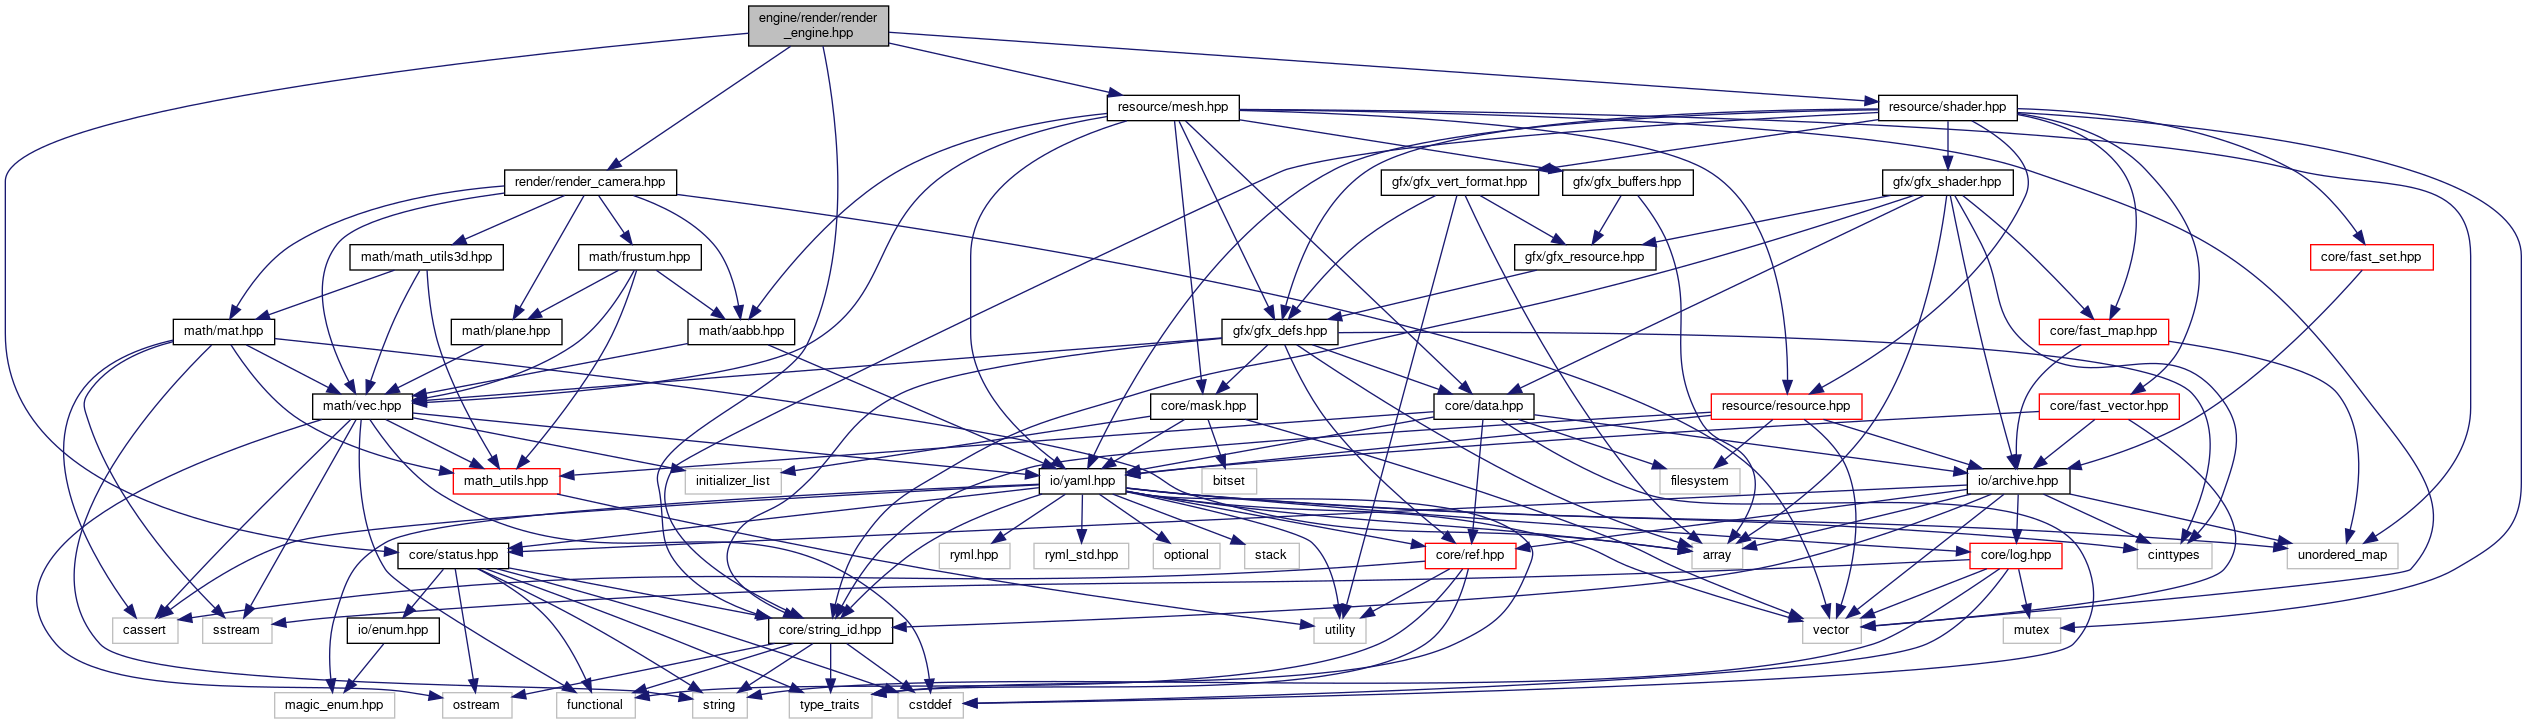 engine/render/render
_engine.hpp
resource/mesh.hpp
resource/shader.hpp
render/render_camera.hpp
gfx/gfx_vert_format.hpp
gfx/gfx_buffers.hpp
gfx/gfx_shader.hpp
math/math_utils3d.hpp
math/frustum.hpp
gfx/gfx_resource.hpp
core/fast_set.hpp
math/mat.hpp
math/plane.hpp
math/aabb.hpp
gfx/gfx_defs.hpp
core/fast_map.hpp
math/vec.hpp
core/mask.hpp
core/data.hpp
resource/resource.hpp
core/fast_vector.hpp
math_utils.hpp
initializer_list
io/yaml.hpp
bitset
filesystem
io/archive.hpp
core/status.hpp
ryml.hpp
ryml_std.hpp
optional
stack
core/ref.hpp
array
core/log.hpp
cinttypes
unordered_map
cassert
sstream
io/enum.hpp
core/string_id.hpp
utility
vector
mutex
magic_enum.hpp
ostream
functional
string
type_traits
cstddef